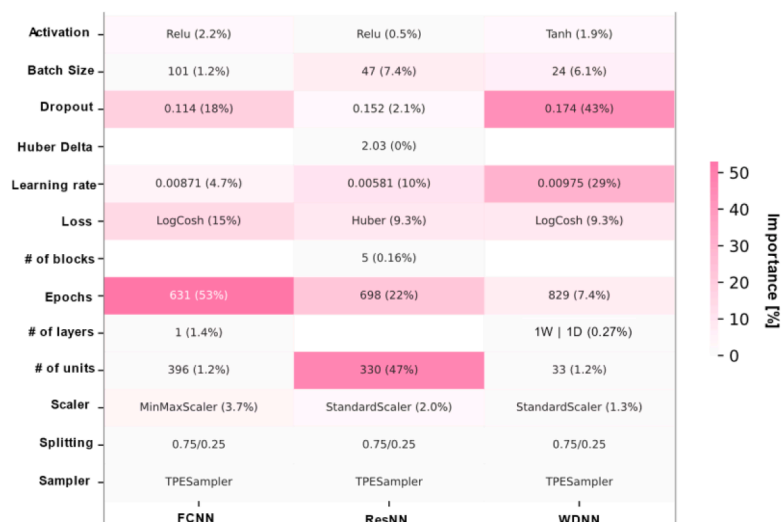 Activation Relu (2.2%) Relu (0.5%) Tanh (1.9%)
Batch Size 101 (1.2%) 47 (7.4%) 24 (6.1%)
Dropout 0.114 (18%) 0.152 (2.1%) 0.174 (43%)
Huber Delta 2.03 (0%)
Learning rate 0.00871 (4.7%) 0.00581 (10%) 0.00975 (29%)
Loss LogCosh (15%) Huber (9.3%) LogCosh (9.3%)
# of blocks 5 (0.16%)
Epochs 631 (53%) 698 (22%) 829 (7.4%)
# of layers 1 (1.4%) 1W | 1D (0.27%)
# of units 396 (1.2%) 330 (47%) 33 (1.2%)
Scaler MinMaxScaler (3.7%) StandardScaler (2.0%) StandardScaler (1.3%)
Splitting 0.75/0.25 0.75/0.25 0.75/0.25
Sampler TPESampler TPESampler TPESampler
FCNN ResNN WDNN
50
40
30
20
10
0
Importance [%]